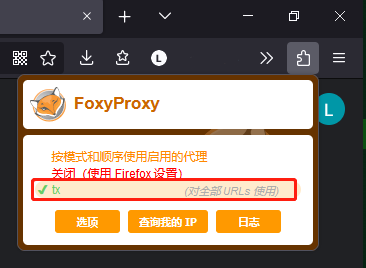 L
FoxyProxy
L
按模式和顺序使用启用的代理
关闭（使用 Firefox 设置）
tx (对全部 URLs 使用)
选项 查询我的 IP 日志